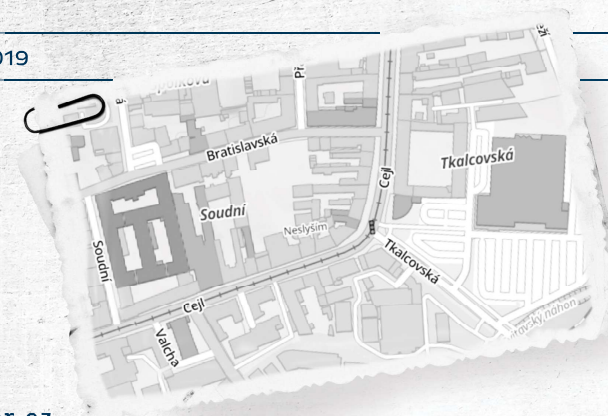 019
Bratislavská
Cejl
Tkalcovská
Soudní
Neslyším
Soudní
Tkalcovská
Cejl
Valcha